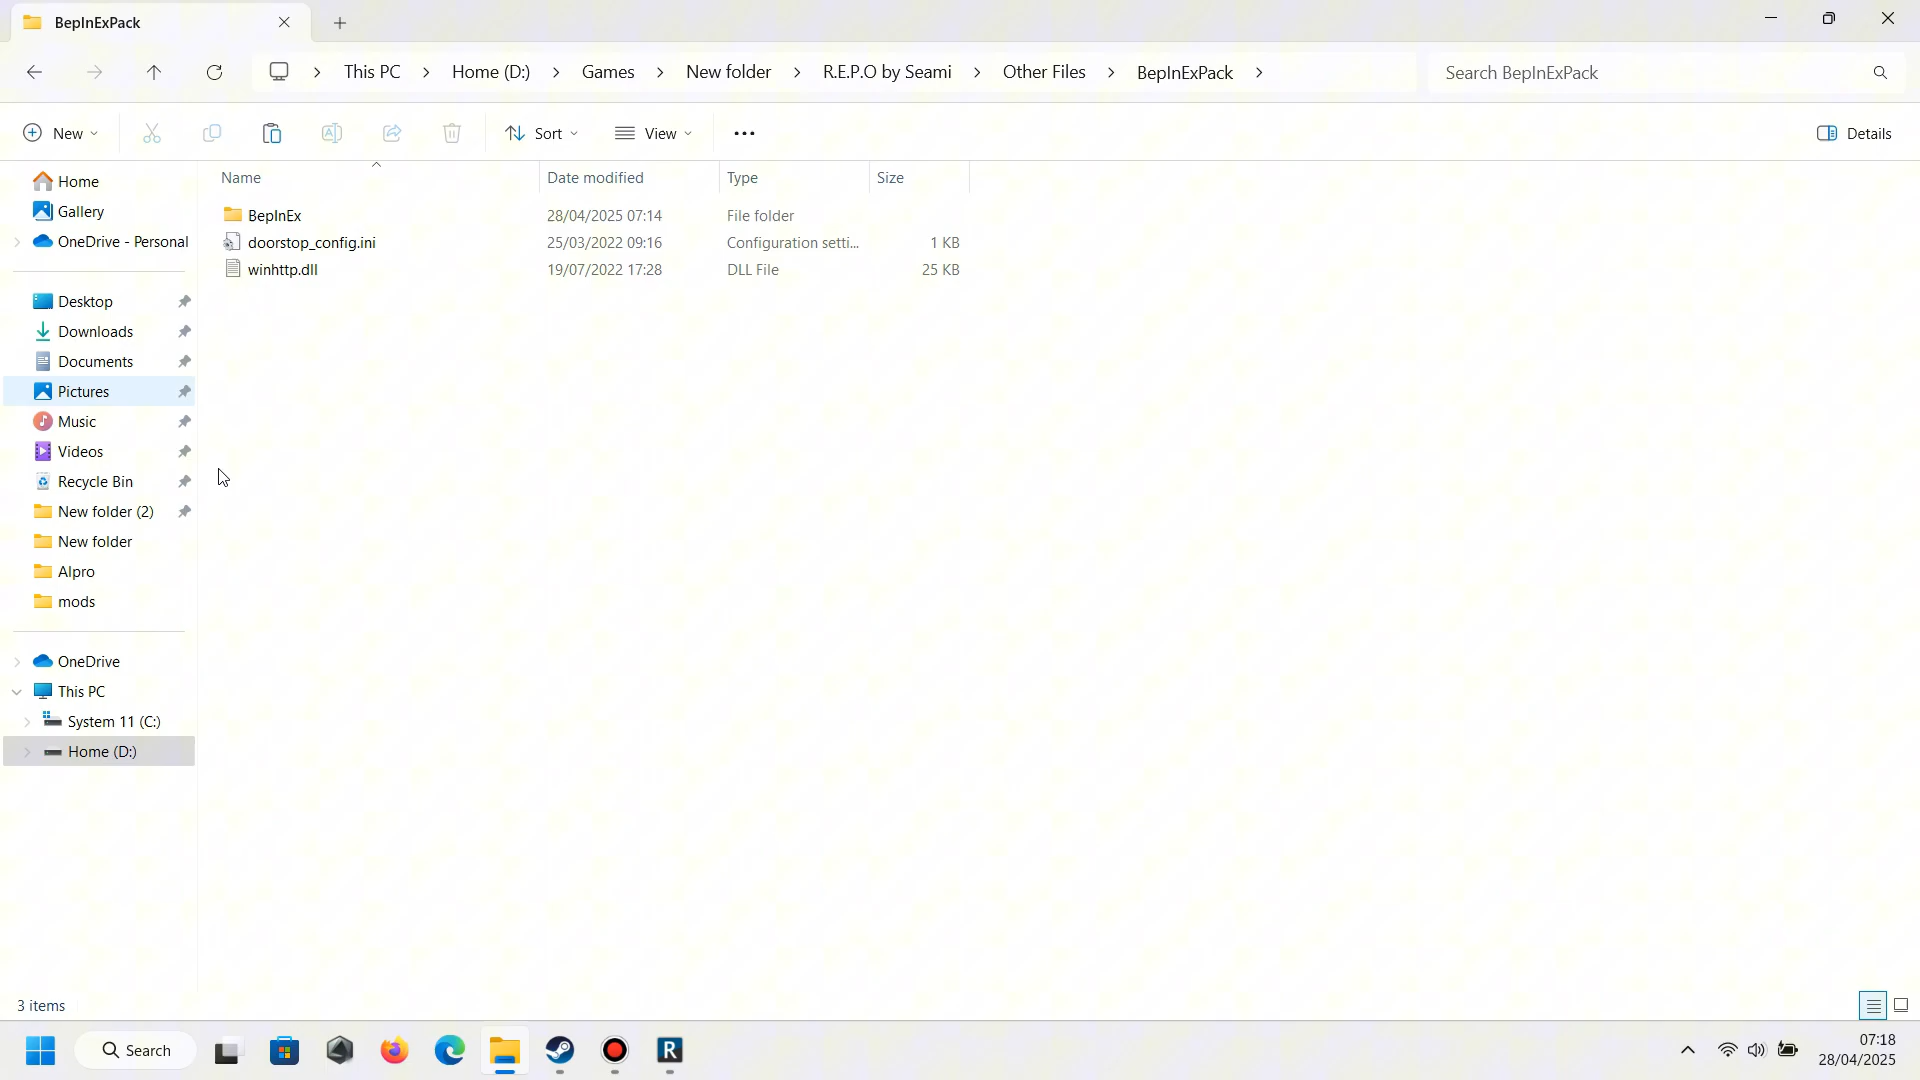 BepInExPack
This PC Home (D:) Games New folder R.E.P.O by Seami Other Files BepInExPack
Search BepInExPack
New
Sort
View
Details
Name Date modified Type Size
BepInEx 28/04/2025 07:14 File folder
doorstop_config.ini 25/03/2022 09:16 Configuration setti... 1 KB
winhttp.dll 19/07/2022 17:28 DLL File 25 KB
Home
Gallery
OneDrive - Personal
Desktop
Downloads
Documents
Pictures
Music
Videos
Recycle Bin
New folder (2)
New folder
Alpro
mods
OneDrive
This PC
System 11 (C:)
Home (D:)
3 items
Search
R
07:18
28/04/2025